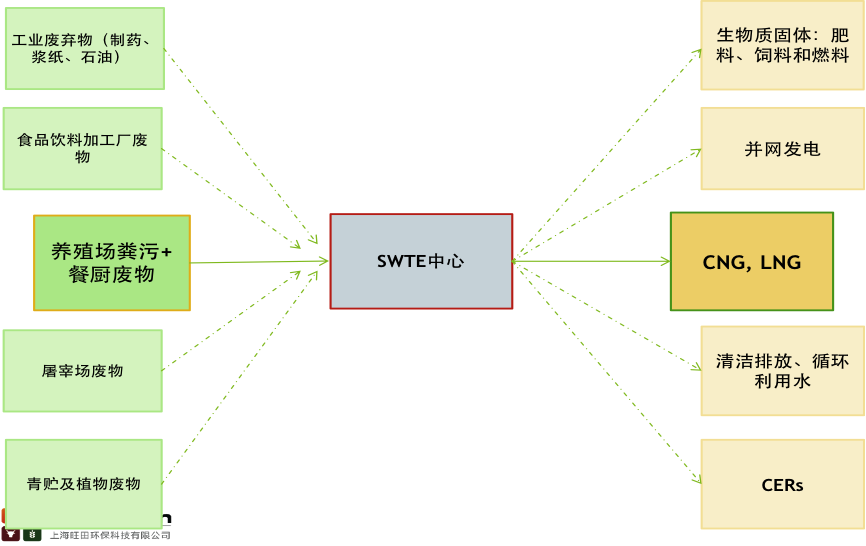 工业废弃物（制药、
浆纸、石油）
食品饮料加工厂废
物
养殖场粪污+
餐厨废物
屠宰场废物
青贮及植物废物
SWTE中心
生物质固体：肥
料、饲料和燃料
并网发电
CNG, LNG
清洁排放、循环
利用水
CERs
上海旺田环保科技有限公司